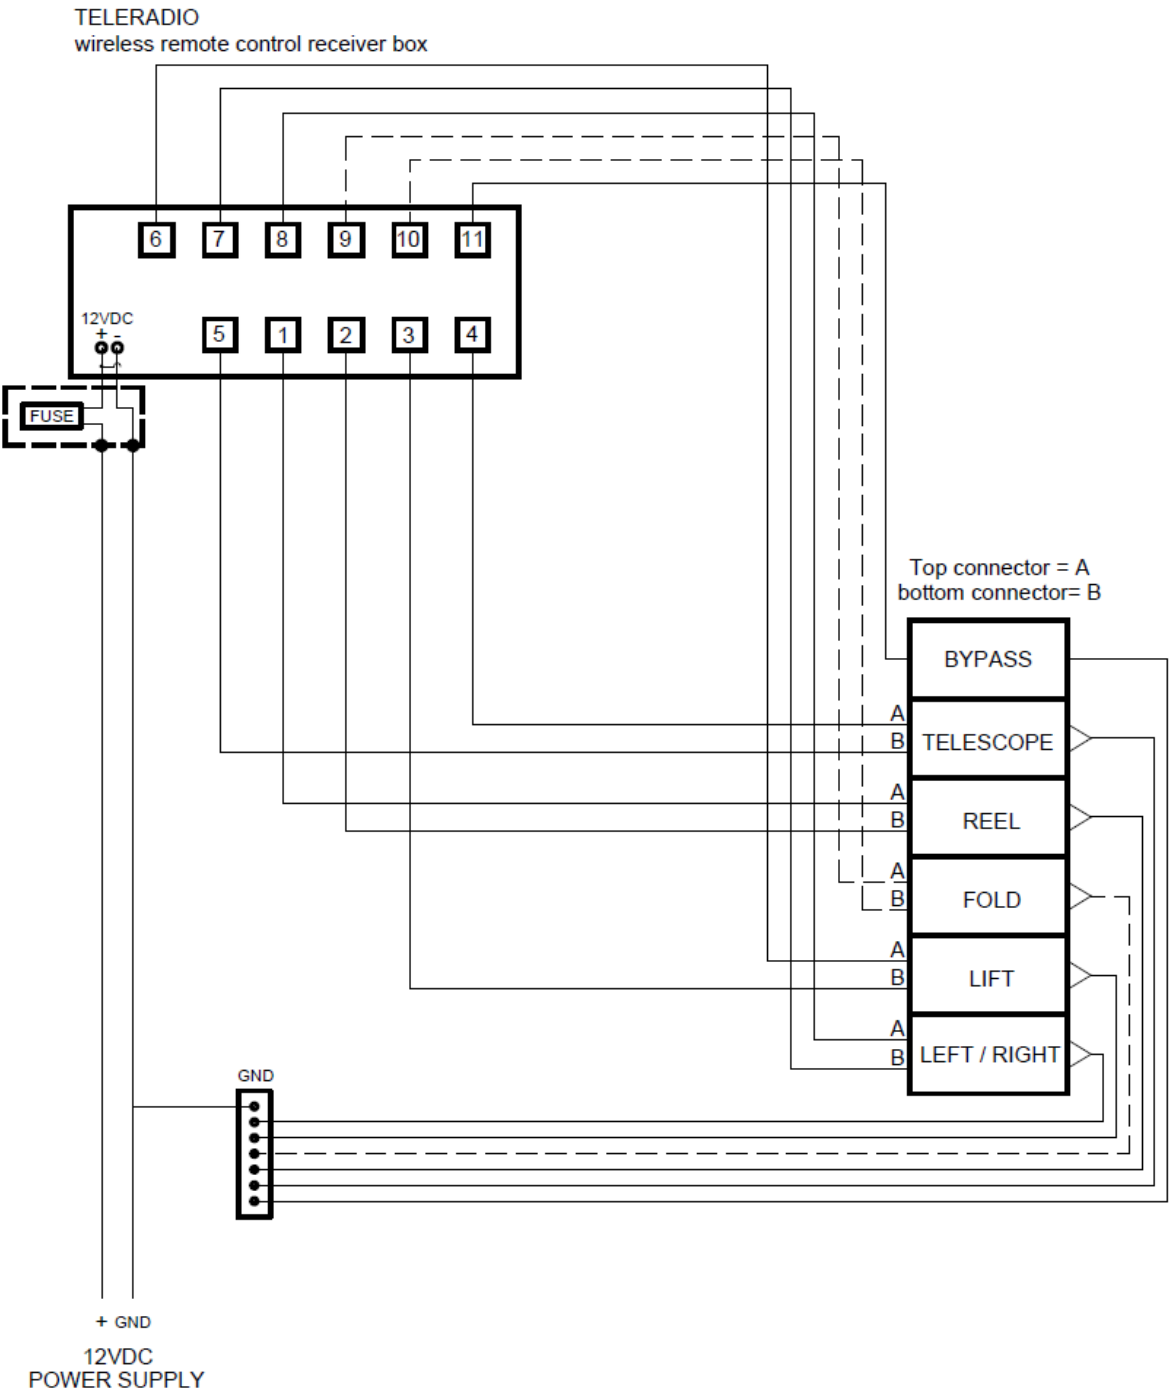 TELERADIO
wireless remote control receiver box
6 7 8 9 10 11
12VDC
+ -
5 1 2 3 4
FUSE
Top connector = A
bottom connector= B
BYPASS
A
B
TELESCOPE
A
B
REEL
A
B
FOLD
A
B
LIFT
A
B
LEFT / RIGHT
GND
+ GND
12VDC
POWER SUPPLY